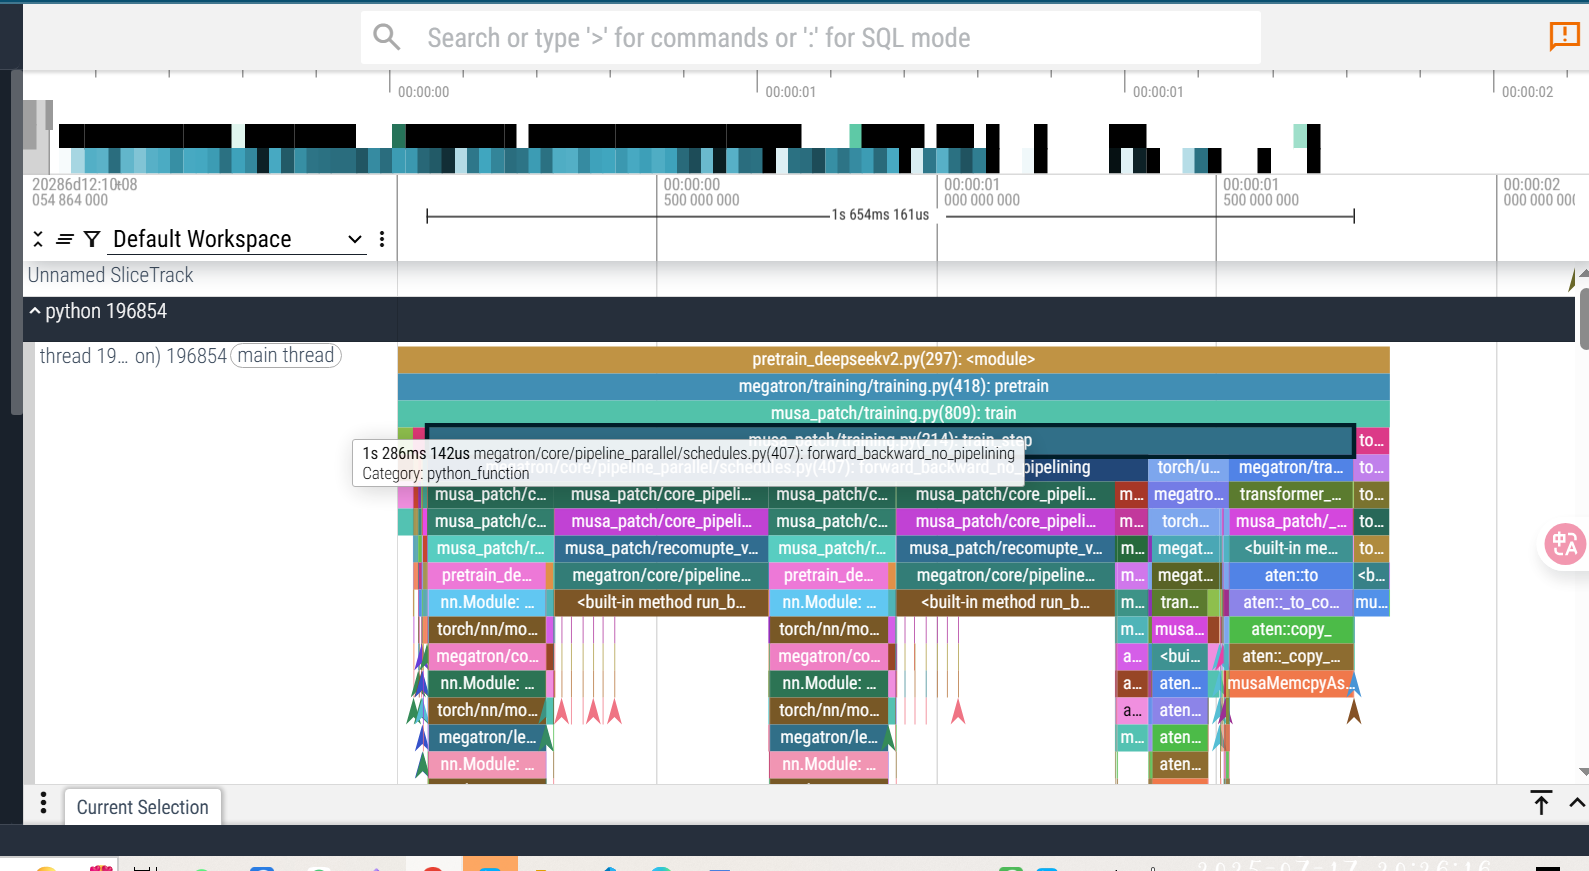 Search or type '>' for commands or ':' for SQL mode
00:00:00
00:00:01
00:00:01
00:00:02
20286d12:10:08
054 864 000
00:00:00
500 000 000
00:00:01
000 000 000
00:00:01
500 000 000
00:00:02
000 000 000
1s 654ms 161us
Default Workspace
Unnamed SliceTrack
python 196854
thread 19... on) 196854 main thread
pretrain_deepseekv2.py(297): <module>
megatron/training/training.py(418): pretrain
musa_patch/training.py(809): train
musa_patch/training.py(214): train_step
to...
1s 286ms 142us megatron/core/pipeline_parallel/schedules.py(407): forward_backward_no_pipelining
Category: python_function
megatron/core/pipeline_parallel/schedules.py(407): forward_backward_no_pipelining torch/u... megatron/tra... to...
musa_patch/c... musa_patch/core_pipeli... musa_patch/c... musa_patch/core_pipeli... m... megatro... transformer_... to...
musa_patch/c... musa_patch/core_pipeli... musa_patch/c... musa_patch/core_pipeli... m... torch... musa_patch/_... to...
musa_patch/r... musa_patch/recompute_v... musa_patch/r... musa_patch/recompute_v... m... megat... <built-in me... to...
pretrain_de... megatron/core/pipeline... pretrain_de... megatron/core/pipeline... m... megat... aten::to <b...
nn.Module: ... <built-in method run_b... nn.Module: ... <built-in method run_b... m... tran... aten::_to_co... mu...
torch/nn/mo... torch/nn/mo... m... musa... aten::copy_
megatron/co... megatron/co... a... <bui... aten::_copy_...
nn.Module: ... nn.Module: ... a... aten... musaMemcpyAs...
torch/nn/mo... torch/nn/mo... a... aten...
megatron/le... megatron/le... m... aten...
nn.Module: ... nn.Module: ... aten...
中A
Current Selection